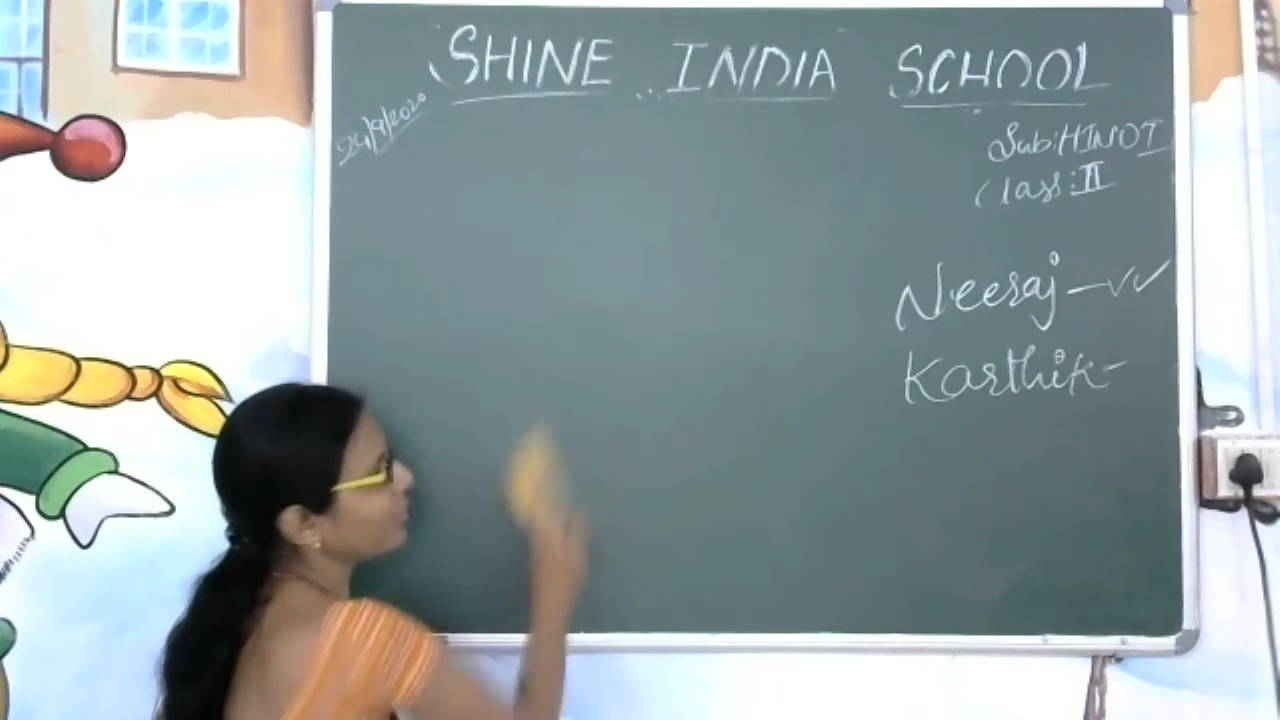 SHINE INDIA SCHOOL
24/9/2020
Sub:HINDI
Class:II
Neeraj-✓✓
Karthik-